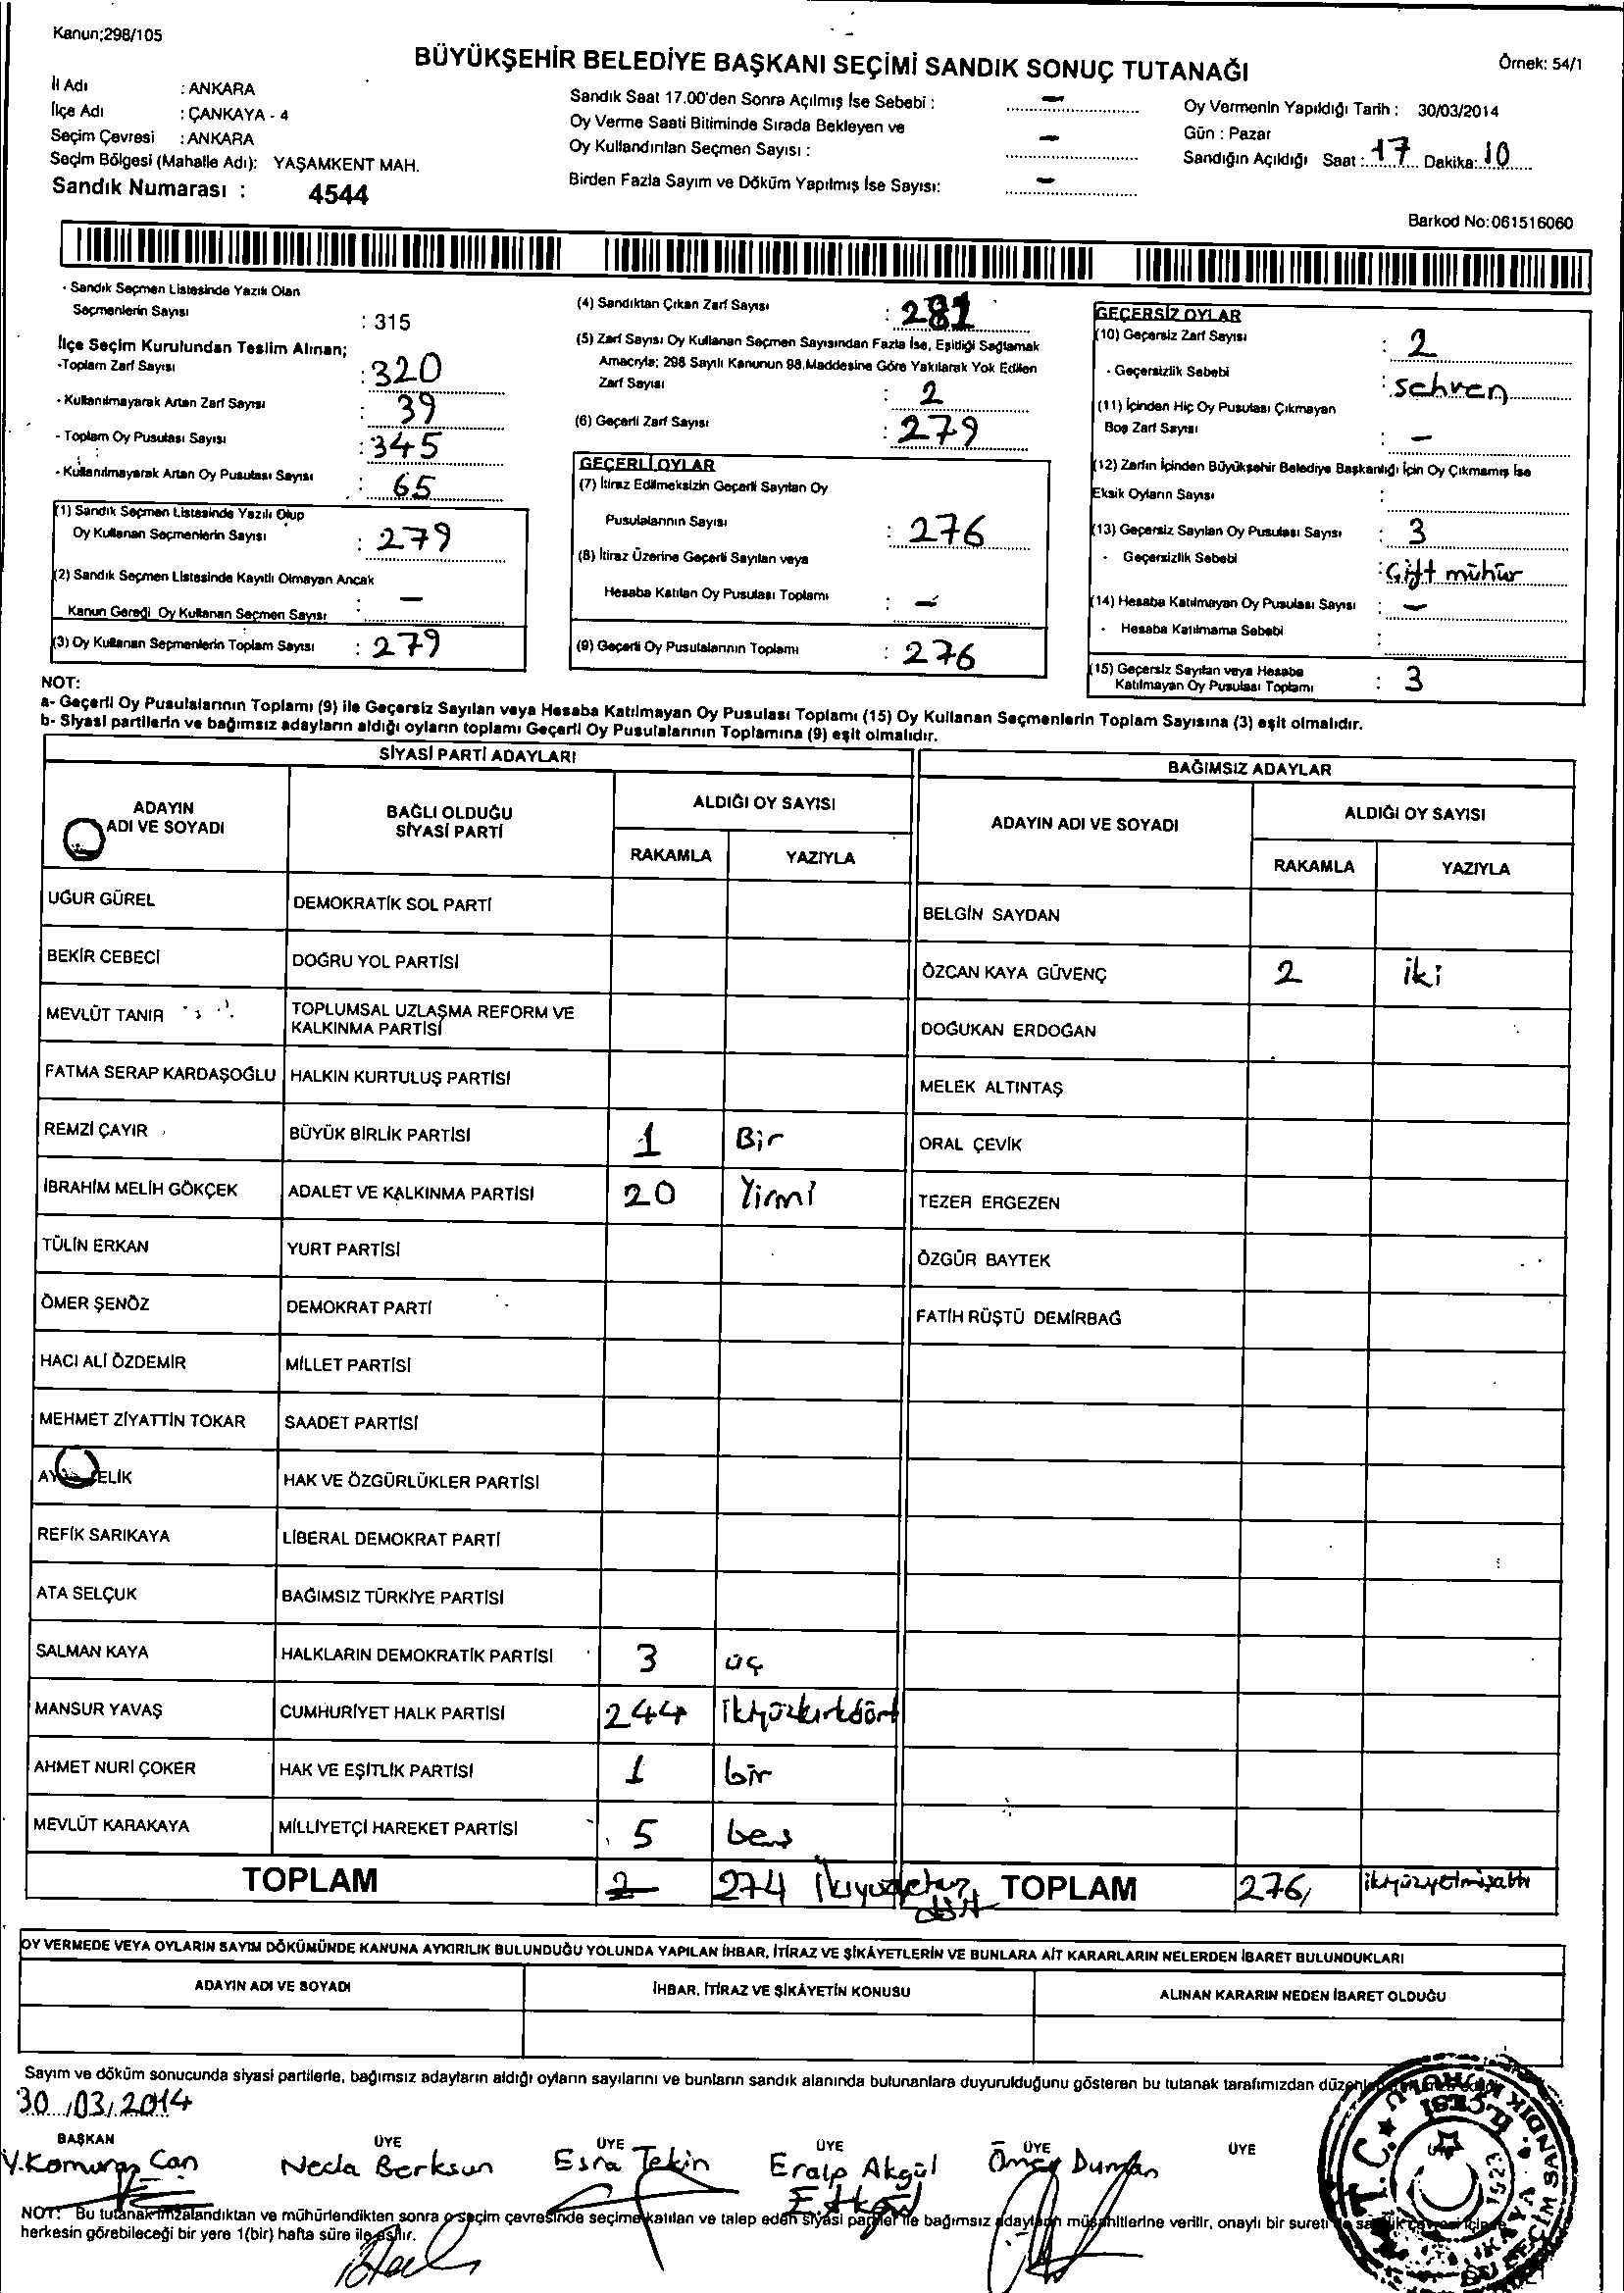 Kanun;298/105
BÜYÜKŞEHİR BELEDİYE BAŞKANI SEÇİMİ SANDIK SONUÇ TUTANAĞI
Örnek: 54/1
İl Adı : ANKARA
İlçe Adı : ÇANKAYA - 4
Seçim Çevresi : ANKARA
Seçim Bölgesi (Mahalle Adı): YAŞAMKENT MAH.
Sandık Numarası : 4544
Sandık Saat 17.00'den Sonra Açılmış İse Sebebi : -
Oy Verme Saati Bitiminde Sırada Bekleyen ve
Oy Kullandırılan Seçmen Sayısı : -
Birden Fazla Sayım ve Döküm Yapılmış İse Sayısı: -
Oy Vermenin Yapıldığı Tarih : 30/03/2014
Gün : Pazar
Sandığın Açıldığı Saat : 17 Dakika: 10
Barkod No:061516060
- Sandık Seçmen Listesinde Yazılı Olan
Seçmenlerin Sayısı : 315
İlçe Seçim Kurulundan Teslim Alınan;
-Toplam Zarf Sayısı : 320
- Kullanılmayarak Artan Zarf Sayısı : 39
- Toplam Oy Pusulası Sayısı : 345
- Kullanılmayarak Artan Oy Pusulası Sayısı : 65
(1) Sandık Seçmen Listesinde Yazılı Olup
Oy Kullanan Seçmenlerin Sayısı : 279
(2) Sandık Seçmen Listesinde Kayıtlı Olmayan Ancak
Kanun Gereği Oy Kullanan Seçmen Sayısı : -
(3) Oy Kullanan Seçmenlerin Toplam Sayısı : 279
(4) Sandıktan Çıkan Zarf Sayısı : 281
(5) Zarf Sayısı Oy Kullanan Seçmen Sayısından Fazla İse, Eşitliği Sağlamak
Amacıyla; 298 Sayılı Kanunun 98.Maddesine Göre Yakılarak Yok Edilen
Zarf Sayısı : 2
(6) Geçerli Zarf Sayısı : 279
GEÇERLİ OYLAR
(7) İtiraz Edilmeksizin Geçerli Sayılan Oy
Pusulalarının Sayısı : 276
(8) İtiraz Üzerine Geçerli Sayılan veya
Hesaba Katılan Oy Pusulası Toplamı : -
(9) Geçerli Oy Pusulalarının Toplamı : 276
GEÇERSİZ OYLAR
(10) Geçersiz Zarf Sayısı : 2
- Geçersizlik Sebebi : sehven
(11) İçinden Hiç Oy Pusulası Çıkmayan
Boş Zarf Sayısı : -
(12) Zarfın İçinden Büyükşehir Belediye Başkanlığı İçin Oy Çıkmamış İse
Eksik Oyların Sayısı :
(13) Geçersiz Sayılan Oy Pusulası Sayısı : 3
- Geçersizlik Sebebi : Çift mühür
(14) Hesaba Katılmayan Oy Pusulası Sayısı : -
- Hesaba Katılmama Sebebi :
(15) Geçersiz Sayılan veya Hesaba
Katılmayan Oy Pusulası Toplamı : 3
NOT:
a- Geçerli Oy Pusulalarının Toplamı (9) ile Geçersiz Sayılan veya Hesaba Katılmayan Oy Pusulası Toplamı (15) Oy Kullanan Seçmenlerin Toplam Sayısına (3) eşit olmalıdır.
b- Siyasi partilerin ve bağımsız adayların aldığı oyların toplamı Geçerli Oy Pusulalarının Toplamına (9) eşit olmalıdır.
SİYASİ PARTİ ADAYLARI
BAĞIMSIZ ADAYLAR
ADAYIN ADI VE SOYADI
BAĞLI OLDUĞU SİYASİ PARTİ
ALDIĞI OY SAYISI
RAKAMLA YAZIYLA
ADAYIN ADI VE SOYADI
ALDIĞI OY SAYISI
RAKAMLA YAZIYLA
UĞUR GÜREL DEMOKRATİK SOL PARTİ BELGİN SAYDAN
BEKİR CEBECİ DOĞRU YOL PARTİSİ ÖZCAN KAYA GÜVENÇ 2 iki
MEVLÜT TANIR TOPLUMSAL UZLAŞMA REFORM VE KALKINMA PARTİSİ DOĞUKAN ERDOĞAN
FATMA SERAP KARDAŞOĞLU HALKIN KURTULUŞ PARTİSİ MELEK ALTINTAŞ
REMZİ ÇAYIR BÜYÜK BİRLİK PARTİSİ 1 Bir ORAL ÇEVİK
İBRAHİM MELİH GÖKÇEK ADALET VE KALKINMA PARTİSİ 20 Yirmi TEZER ERGEZEN
TÜLİN ERKAN YURT PARTİSİ ÖZGÜR BAYTEK
ÖMER ŞENÖZ DEMOKRAT PARTİ FATİH RÜŞTÜ DEMİRBAĞ
HACI ALİ ÖZDEMİR MİLLET PARTİSİ
MEHMET ZİYATTİN TOKAR SAADET PARTİSİ
HAK VE ÖZGÜRLÜKLER PARTİSİ
REFİK SARIKAYA LİBERAL DEMOKRAT PARTİ
ATA SELÇUK BAĞIMSIZ TÜRKİYE PARTİSİ
SALMAN KAYA HALKLARIN DEMOKRATİK PARTİSİ 3 üç
MANSUR YAVAŞ CUMHURİYET HALK PARTİSİ 244 ikiyüzkırkdört
AHMET NURİ ÇOKER HAK VE EŞİTLİK PARTİSİ 1 bir
MEVLÜT KARAKAYA MİLLİYETÇİ HAREKET PARTİSİ 5 beş
TOPLAM 2 274 TOPLAM 276 ikiyüzyetmişaltı
OY VERMEDE VEYA OYLARIN SAYIM DÖKÜMÜNDE KANUNA AYKIRILIK BULUNDUĞU YOLUNDA YAPILAN İHBAR, İTİRAZ VE ŞİKÂYETLERİN VE BUNLARA AİT KARARLARIN NELERDEN İBARET BULUNDUKLARI
ADAYIN ADI VE SOYADI İHBAR, İTİRAZ VE ŞİKÂYETİN KONUSU ALINAN KARARIN NEDEN İBARET OLDUĞU
Sayım ve döküm sonucunda siyasi partilerle, bağımsız adayların aldığı oyların sayılarını ve bunların sandık alanında bulunanlara duyurulduğunu gösteren bu tutanak tarafımızdan
30/03/2014
BAŞKAN ÜYE ÜYE ÜYE ÜYE ÜYE
Y.Komuran Can Necla Berksun Esra Tekin Eralp Akgül Ömer Duman
NOT: Bu tutanak imzalandıktan ve mühürlendikten sonra o seçim çevresinde seçime katılan ve talep eden siyasi partiler ile bağımsız adayların müşahitlerine verilir, onaylı bir sureti
herkesin görebileceği bir yere 1(bir) hafta süre ile asılır.
T.C. İLÇESİ 1523 SANDIK KURULU